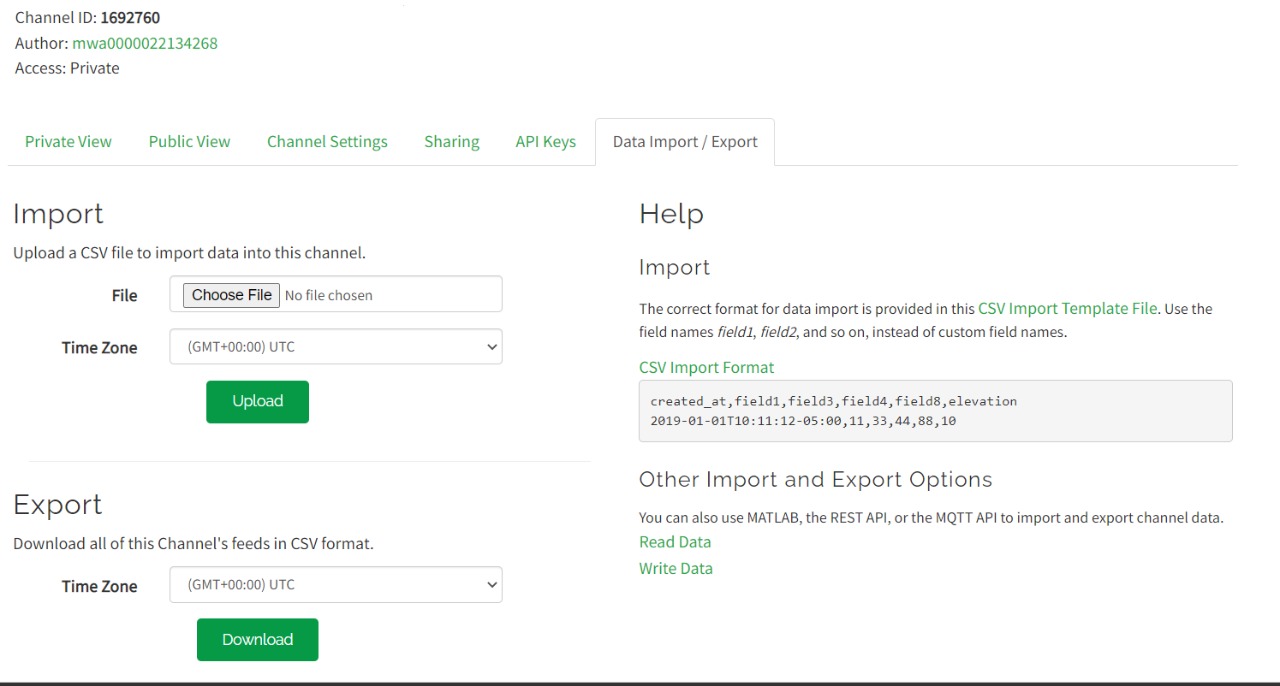 Channel ID: 1692760
Author: mwa0000022134268
Access: Private
Private View Public View Channel Settings Sharing API Keys Data Import / Export
Import
Upload a CSV file to import data into this channel.
File Choose File No file chosen
Time Zone (GMT+00:00) UTC
Upload
Export
Download all of this Channel's feeds in CSV format.
Time Zone (GMT+00:00) UTC
Download
Help
Import
The correct format for data import is provided in this CSV Import Template File. Use the
field names field1, field2, and so on, instead of custom field names.
CSV Import Format
created_at,field1,field3,field4,field8,elevation
2019-01-01T10:11:12-05:00,11,33,44,88,10
Other Import and Export Options
You can also use MATLAB, the REST API, or the MQTT API to import and export channel data.
Read Data
Write Data